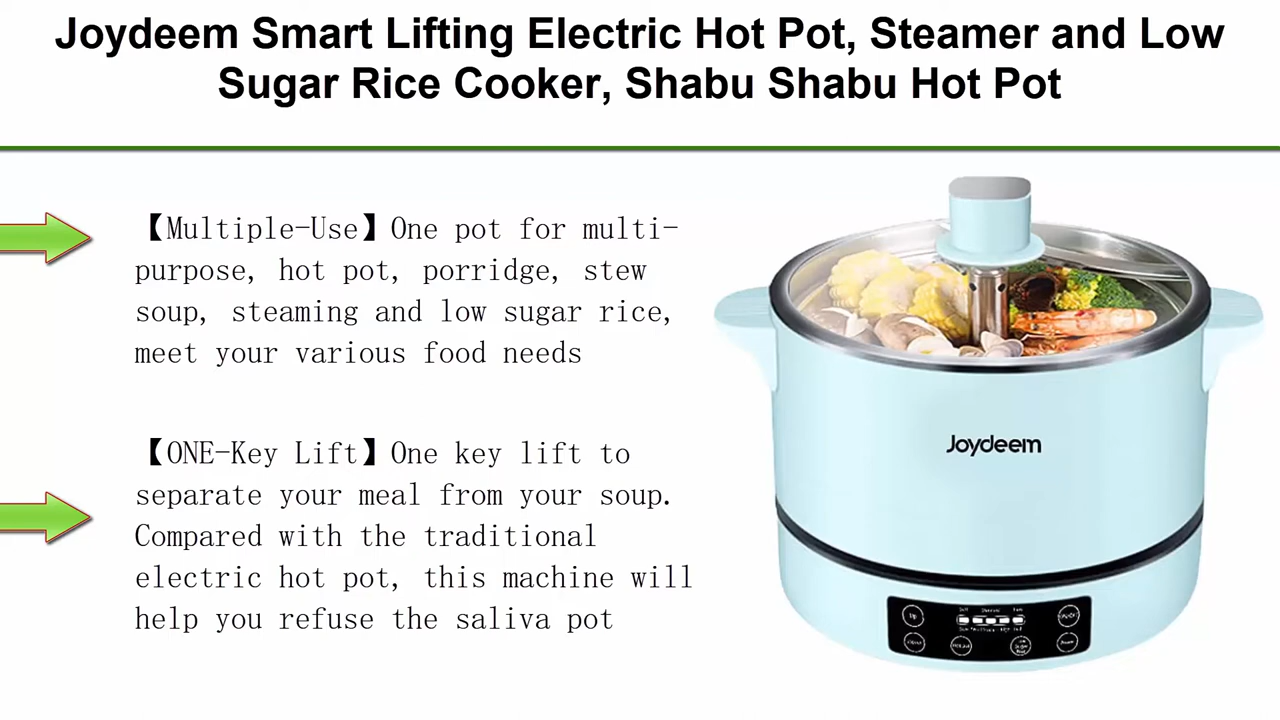 Joydeem Smart Lifting Electric Hot Pot, Steamer and Low
Sugar Rice Cooker, Shabu Shabu Hot Pot
【Multiple-Use】One pot for multi-
purpose, hot pot, porridge, stew
soup, steaming and low sugar rice,
meet your various food needs
【ONE-Key Lift】One key lift to
separate your meal from your soup.
Compared with the traditional
electric hot pot, this machine will
help you refuse the saliva pot
Joydeem